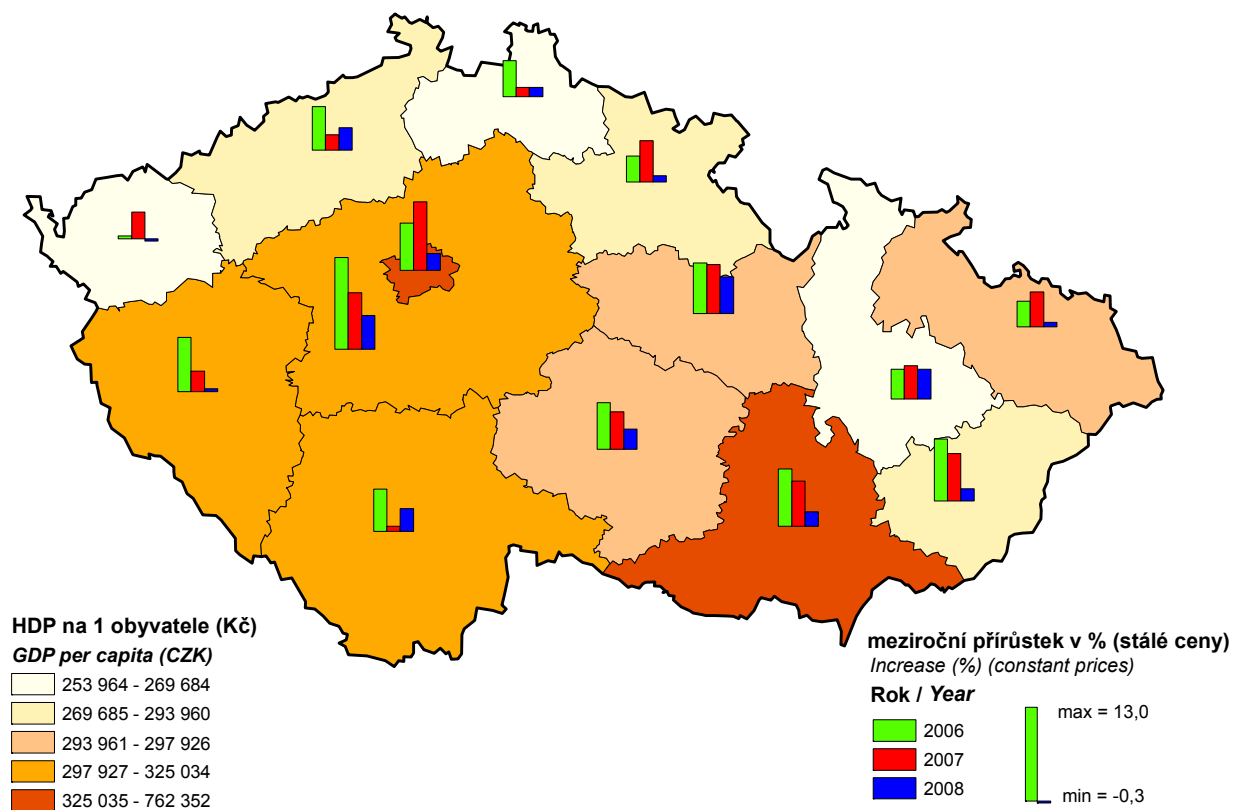 HDP na 1 obyvatele (Kč)
GDP per capita (CZK)
253 964 - 269 684
269 685 - 293 960
293 961 - 297 926
297 927 - 325 034
325 035 - 762 352
meziroční přírůstek v % (stálé ceny)
Increase (%) (constant prices)
Rok / Year
2006
2007
2008
max = 13,0
min = -0,3